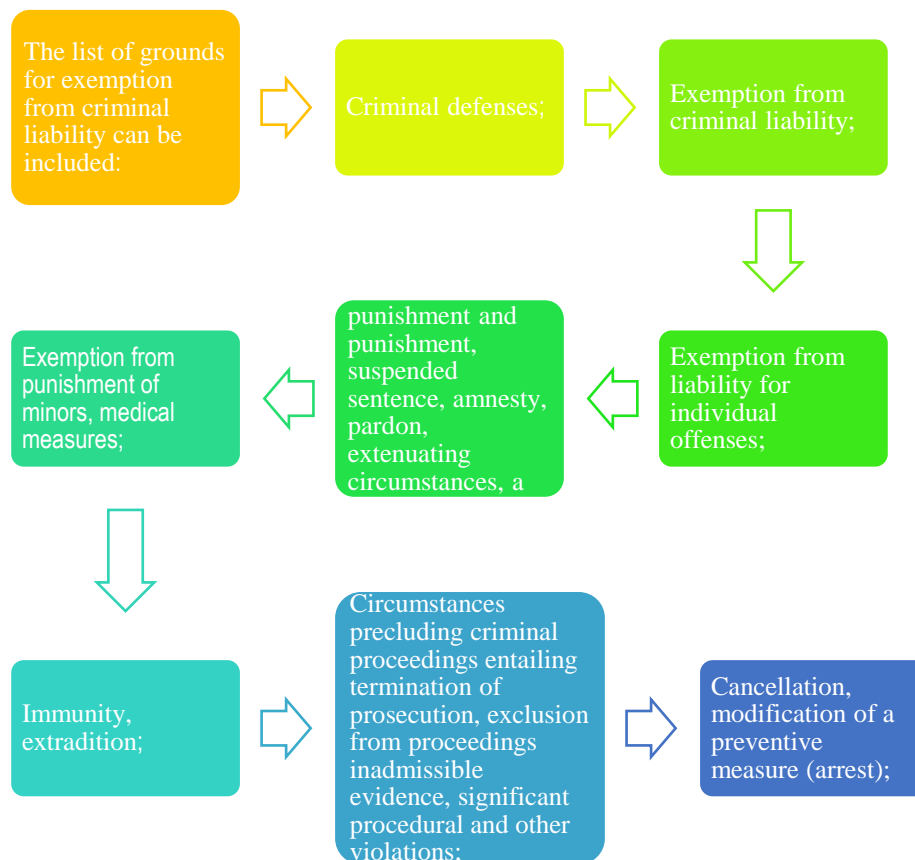 The list of grounds
for exemption
from criminal
liability can be
included:
Criminal defenses;
Exemption from
criminal liability;
Exemption from
liability for
individual
offenses;
punishment and
punishment,
suspended
sentence, amnesty,
pardon,
extenuating
circumstances, a
Exemption from
punishment of
minors, medical
measures;
Immunity,
extradition;
Circumstances
precluding criminal
proceedings entailing
termination of
prosecution, exclusion
from proceedings
inadmissible
evidence, significant
procedural and other
violations;
Cancellation,
modification of a
preventive
measure (arrest);